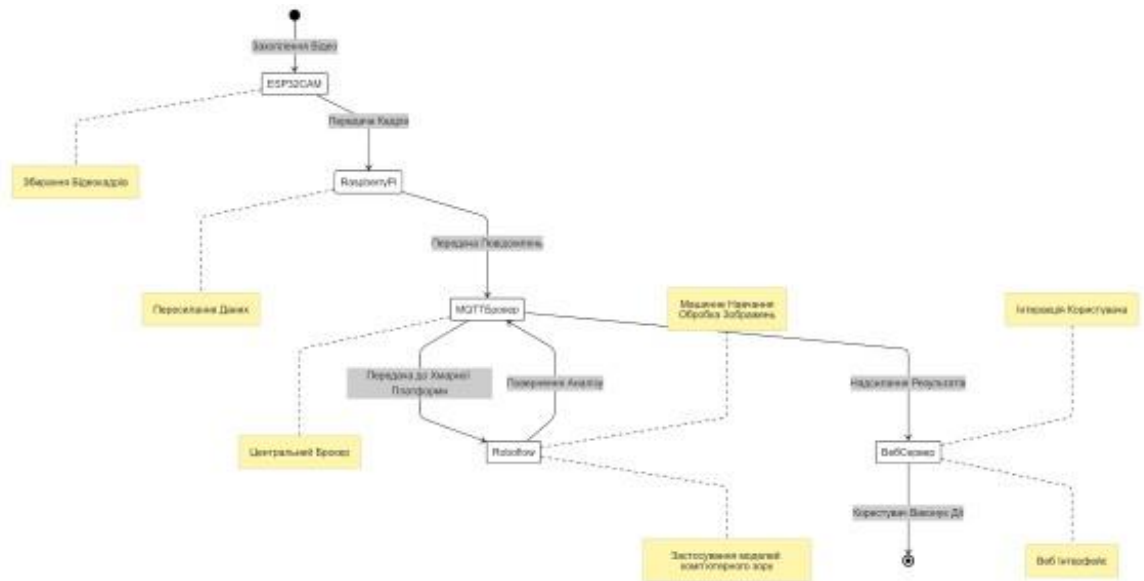 Захоплення Відео
ESP32CAM
Передача Кадрів
Збирання Відеокадрів
RaspberryPi
Передача Повідомлень
Пересилання Даних
MQTTБрокер
Машинне Навчання
Обробка Зображень
Інтеракція Користувача
Передача до Хмарної
Платформи
Повернення Аналізу
Надсилання Результатів
Центральний Брокер
Roboflow
ВебСервер
Користувач Виконує Дії
Застосування моделей
комп'ютерного зору
Веб Інтерфейс